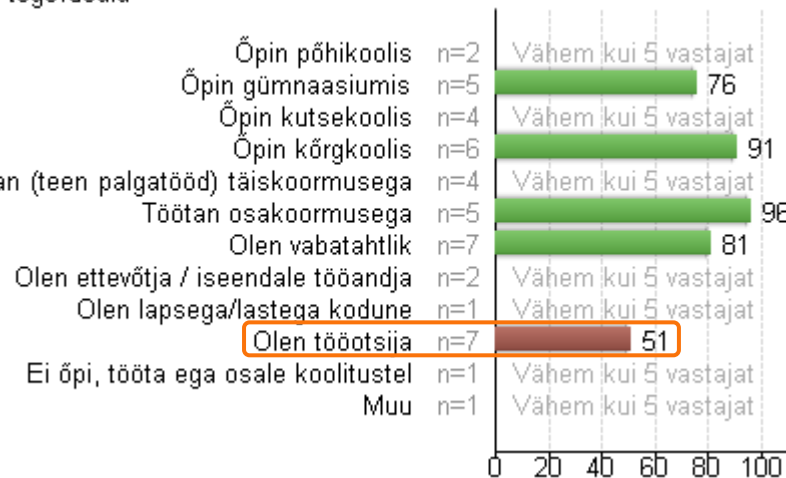 Õpin põhikoolis n=2 Vähem kui 5 vastajat
Õpin gümnaasiumis n=5 76
Õpin kutsekoolis n=4 Vähem kui 5 vastajat
Õpin kõrgkoolis n=6 91
(teen palgatööd) täiskoormusega n=4 Vähem kui 5 vastajat
Töötan osakoormusega n=5 96
Olen vabatahtlik n=7 81
Olen ettevõtja / iseendale tööandja n=2 Vähem kui 5 vastajat
Olen lapsega/lastega kodune n=1 Vähem kui 5 vastajat
Olen tööotsija n=7 51
Ei õpi, tööta ega osale koolitustel n=1 Vähem kui 5 vastajat
Muu n=1 Vähem kui 5 vastajat
0 20 40 60 80 100